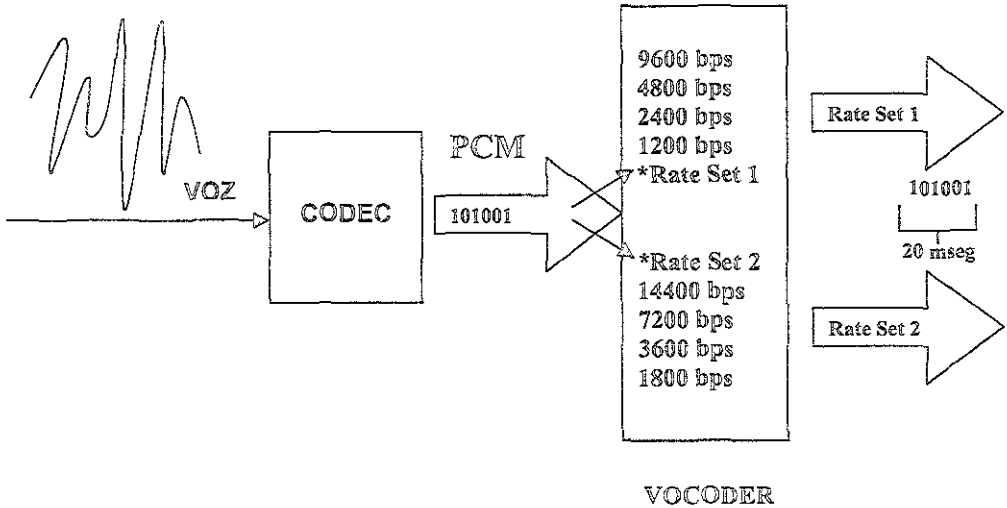 9600 bps
4800 bps
2400 bps
1200 bps
*Rate Set 1
Rate Set 1
PCM
VOZ
CODEC
101001
101001
20 mseg
*Rate Set 2
14400 bps
7200 bps
3600 bps
1800 bps
Rate Set 2
VOCODER